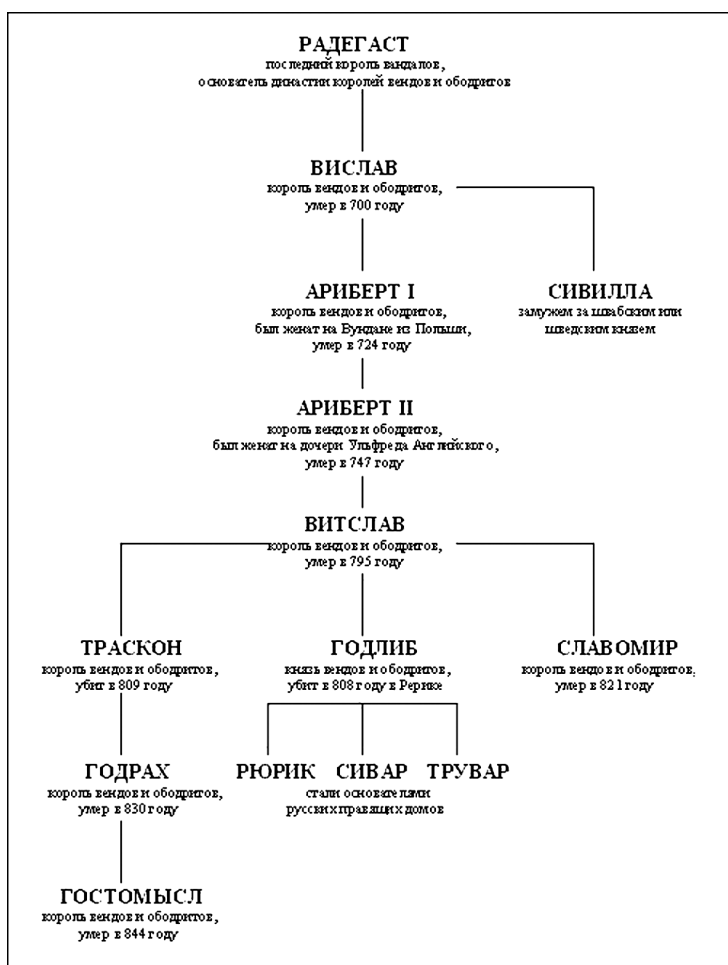 РАДЕГАСТ
последний король вандалов,
основатель династии королей вендов и ободритов
ВИСЛАВ
король вендов и ободритов,
умер в 700 году
АРИБЕРТ I
король вендов и ободритов,
был женат на Вундане из Польши,
умер в 724 году
СИВИЛЛА
замужем за швабским или
шведским князем
АРИБЕРТ II
король вендов и ободритов,
был женат на дочери Ульфреда Английского,
умер в 747 году
ВИТСЛАВ
король вендов и ободритов,
умер в 795 году
ТРАСКОН
король вендов и ободритов,
убит в 809 году
ГОДЛИБ
князь вендов и ободритов,
убит в 808 году в Рерике
СЛАВОМИР
король вендов и ободритов,
умер в 821 году
ГОДРАХ
король вендов и ободритов,
умер в 830 году
РЮРИК СИВАР ТРУВАР
стали основателями
русских правящих домов
ГОСТОМЫСЛ
король вендов и ободритов,
умер в 844 году